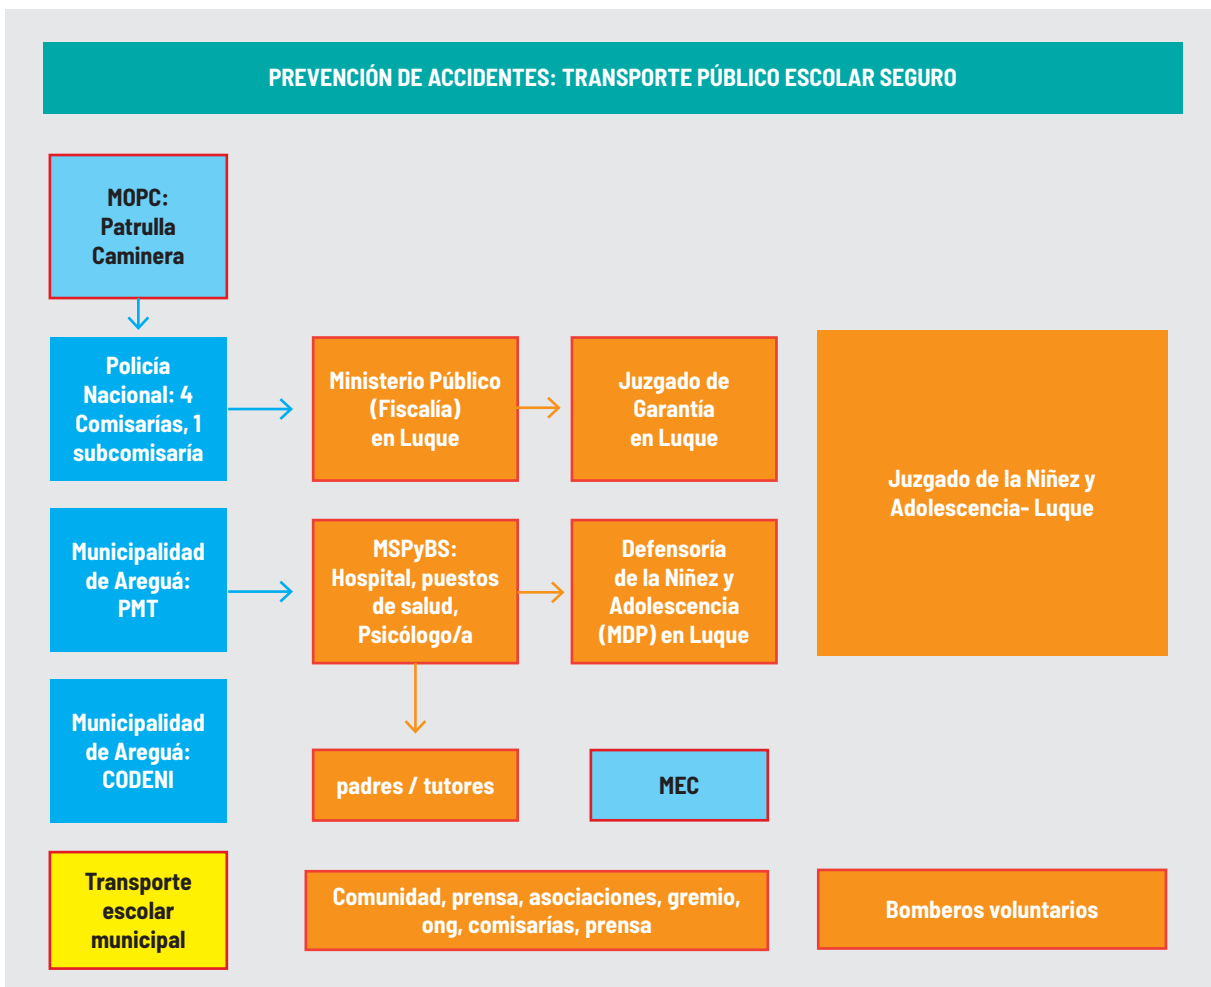 PREVENCIÓN DE ACCIDENTES: TRANSPORTE PÚBLICO ESCOLAR SEGURO
MOPC:
Patrulla
Caminera
Policía
Nacional: 4
Comisarías, 1
subcomisaría
Ministerio Público
(Fiscalía)
en Luque
Juzgado de
Garantía
en Luque
Juzgado de la Niñez y
Adolescencia- Luque
Municipalidad
de Areguá:
PMT
MSPyBS:
Hospital, puestos
de salud,
Psicólogo/a
Defensoría
de la Niñez y
Adolescencia
(MDP) en Luque
Municipalidad
de Areguá:
CODENI
padres / tutores
MEC
Transporte
escolar
municipal
Comunidad, prensa, asociaciones, gremio,
ong, comisarías, prensa
Bomberos voluntarios